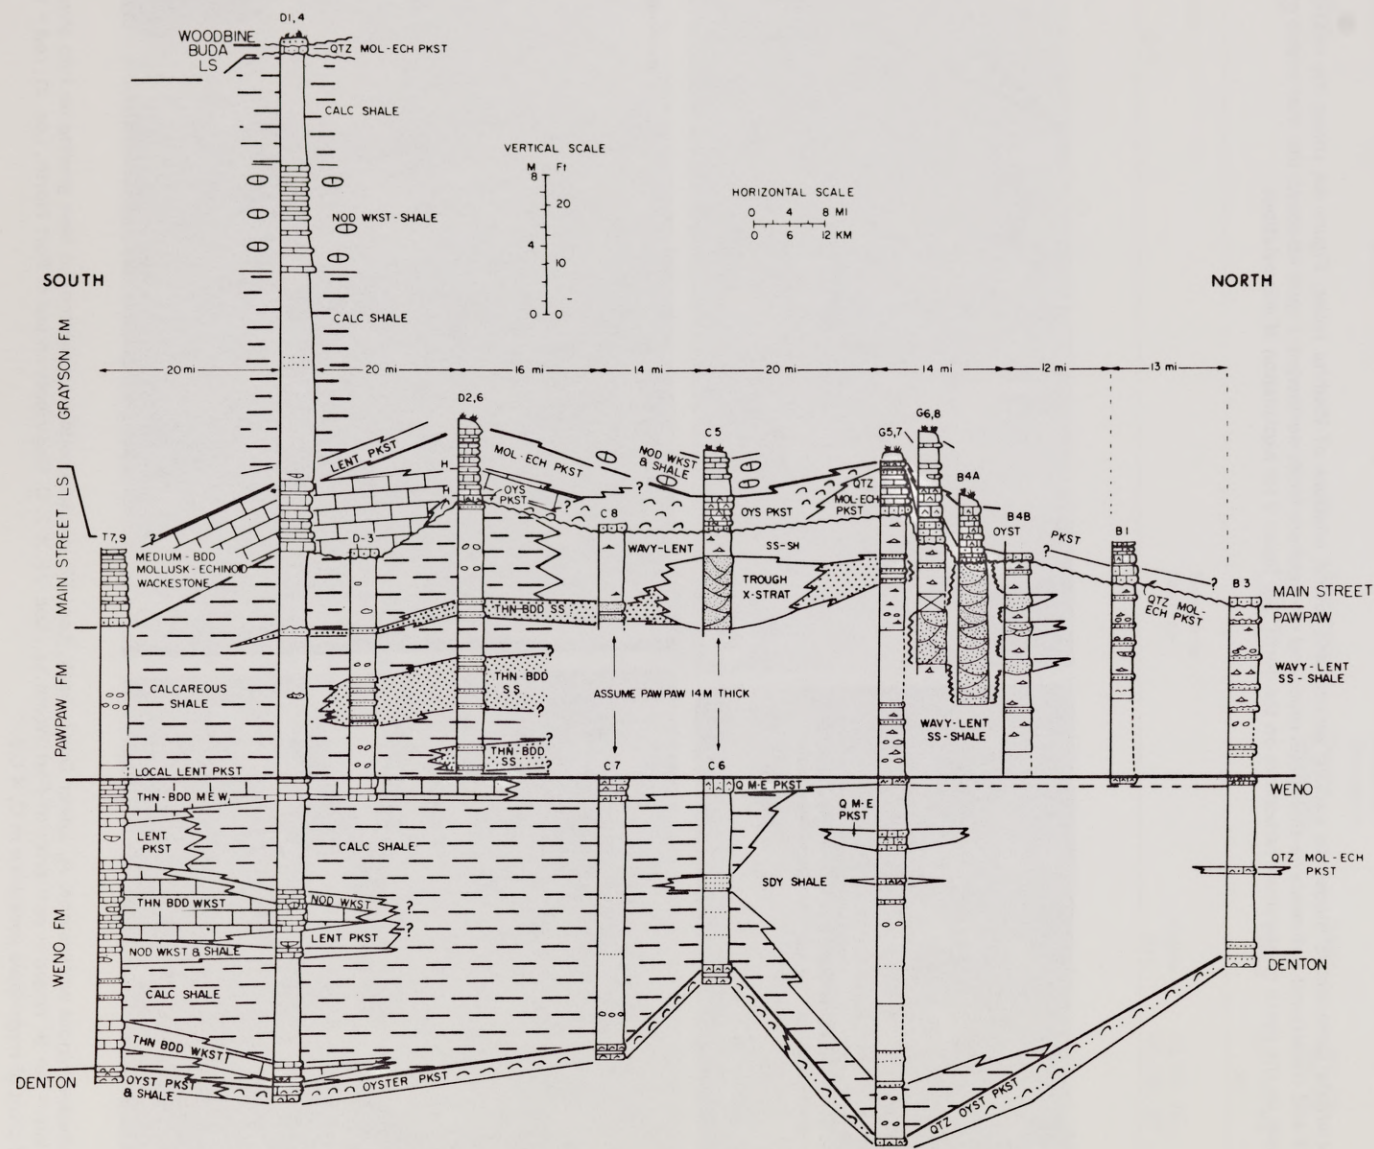 D1,4
WOODBINE
BUDA
LS
QTZ MOL-ECH PKST
CALC SHALE
VERTICAL SCALE
M Ft
8
20
4
10
0 0
HORIZONTAL SCALE
0 4 8 MI
0 6 12 KM
NOD WKST-SHALE
SOUTH
NORTH
CALC SHALE
GRAYSON FM
20 mi
20 mi
16 mi
14 mi
20 mi
14 mi
12 mi
13 mi
D2,6
C5
G5,7
G6,8
B4A
B4B
LENT PKST
MOL-ECH PKST
NOD WKST
& SHALE
H
H
OYS
PKST
?
?
OYS PKST
QTZ
MOL-ECH
PKST
OYST
?
PKST
?
MAIN STREET LS
T7,9
?
D-3
C8
B1
B3
MEDIUM-BDD
MOLLUSK-ECHINOID
WACKESTONE
WAVY-LENT
SS-SH
TROUGH
X-STRAT
MAIN STREET
PAWPAW
QTZ MOL-
ECH PKST
THN-BDD SS
PAWPAW FM
CALCAREOUS
SHALE
?
THN-BDD
SS
?
ASSUME PAWPAW 14M THICK
WAVY-LENT
SS-SHALE
WAVY-LENT
SS-SHALE
?
THN-BDD
SS
?
LOCAL LENT PKST
C7
C6
Q M-E PKST
WENO
THN-BDD M E W
WENO FM
LENT
PKST
CALC SHALE
Q M-E
PKST
QTZ MOL-ECH
PKST
SDY SHALE
THN BDD WKST
NOD WKST
?
?
LENT PKST
NOD WKST & SHALE
CALC SHALE
DENTON
THN BDD WKST
DENTON
OYST PKST
& SHALE
OYSTER PKST
QTZ OYST PKST